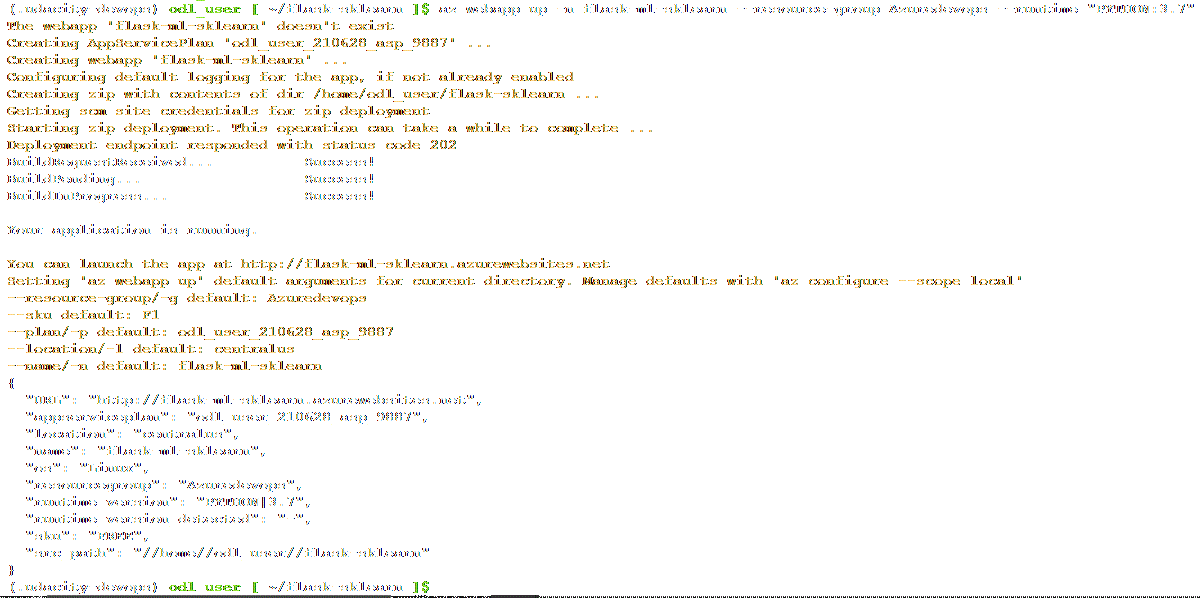 (.udacity-devops) odl_user [ ~/flask-sklearn ]$ az webapp up -n flask-ml-sklearn --resource-group Azuredevops --runtime "PYTHON:3.7"
The webapp 'flask-ml-sklearn' doesn't exist
Creating AppServicePlan 'odl_user_210628_asp_9887' ...
Creating webapp 'flask-ml-sklearn' ...
Configuring default logging for the app, if not already enabled
Creating zip with contents of dir /home/odl_user/flask-sklearn ...
Getting scm site credentials for zip deployment
Starting zip deployment. This operation can take a while to complete ...
Deployment endpoint responded with status code 202
BuildRequestReceived... Success!
BuildPending... Success!
BuildInProgress... Success!
Your application is running.
You can launch the app at http://flask-ml-sklearn.azurewebsites.net
Setting 'az webapp up' default arguments for current directory. Manage defaults with 'az configure --scope local'
--resource-group/-g default: Azuredevops
--sku default: F1
--plan/-p default: odl_user_210628_asp_9887
--location/-l default: centralus
--name/-n default: flask-ml-sklearn
{
"URL": "http://flask-ml-sklearn.azurewebsites.net",
"appserviceplan": "odl_user_210628_asp_9887",
"location": "centralus",
"name": "flask-ml-sklearn",
"os": "Linux",
"resourcegroup": "Azuredevops",
"runtime_version": "PYTHON|3.7",
"runtime_version_detected": "-",
"sku": "FREE",
"src_path": "//home//odl_user//flask-sklearn"
}
(.udacity-devops) odl_user [ ~/flask-sklearn ]$